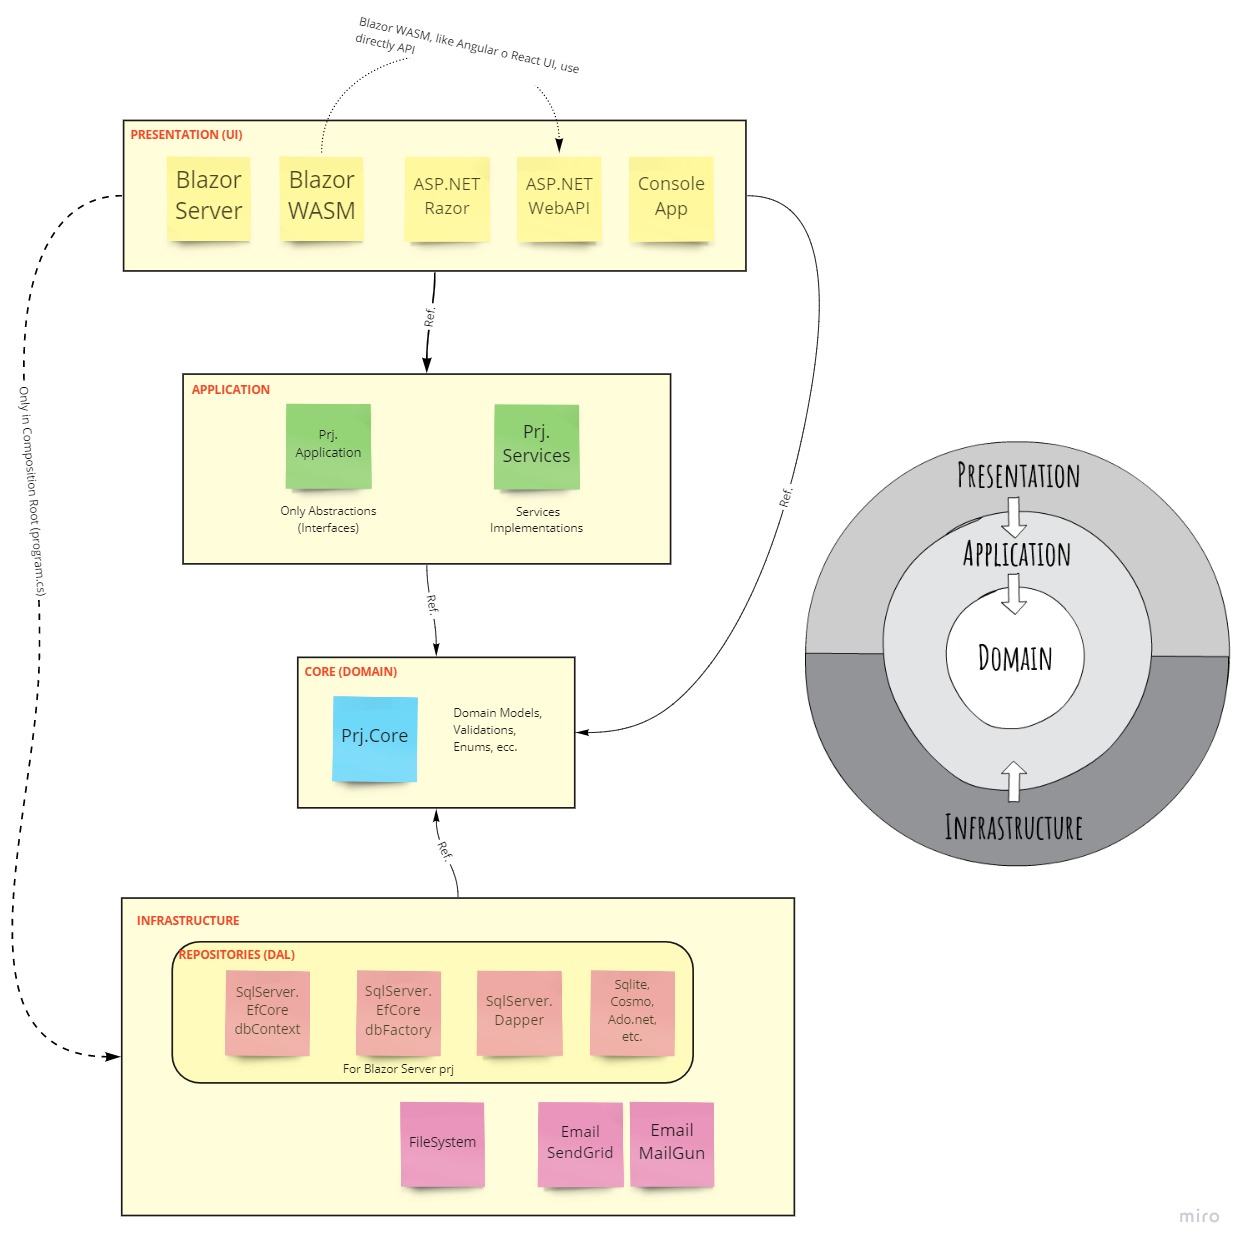 Blazor WASM, like Angular o React UI, use
directly API
PRESENTATION (UI)
Blazor
Server
Blazor
WASM
ASP.NET
Razor
ASP.NET
WebAPI
Console
App
Ref.
Only in Composition Root (program.cs)
Ref.
APPLICATION
Prj.
Application
Only Abstractions
(Interfaces)
Prj.
Services
Services
Implementations
Ref.
CORE (DOMAIN)
Prj.Core
Domain Models,
Validations,
Enums, ecc.
Ref.
INFRASTRUCTURE
REPOSITORIES (DAL)
SqlServer.
EfCore
dbContext
SqlServer.
EfCore
dbFactory
For Blazor Server prj
SqlServer.
Dapper
Sqlite,
Cosmo,
Ado.net,
etc.
FileSystem
Email
SendGrid
Email
MailGun
PRESENTATION
APPLICATION
DOMAIN
INFRASTRUCTURE
miro